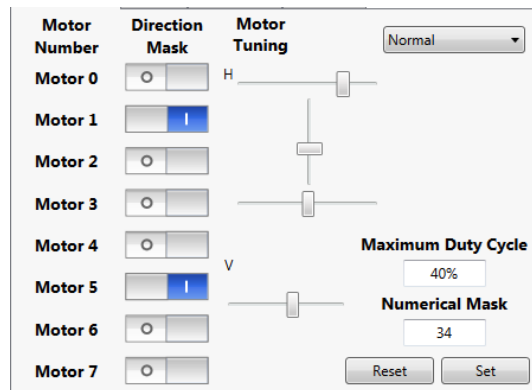 Motor Number
Direction Mask
Motor Tuning
Normal
Motor 0
H
Motor 1
I
Motor 2
Motor 3
Motor 4
Maximum Duty Cycle
V
40%
Motor 5
I
Numerical Mask
Motor 6
34
Motor 7
Reset
Set